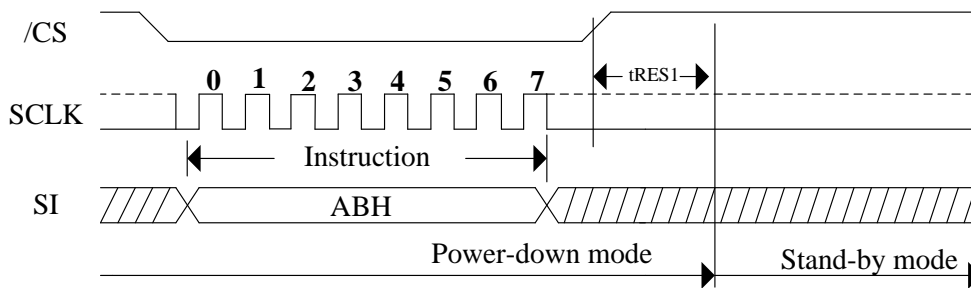 /CS
tRES1
0 1 2 3 4 5 6 7
SCLK
Instruction
SI
ABH
Power-down mode
Stand-by mode